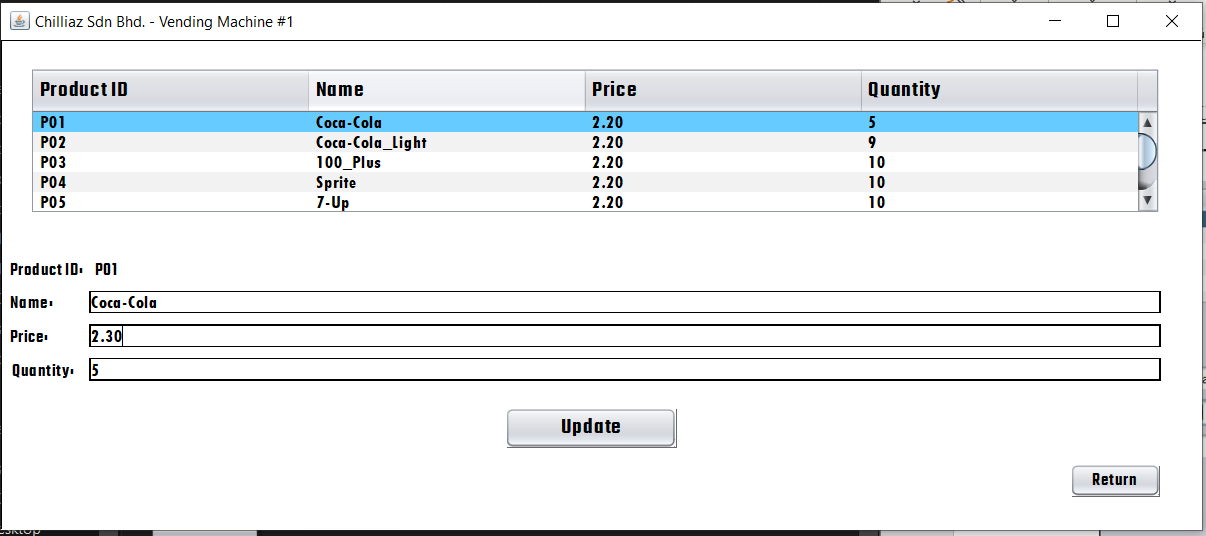 Chilliaz Sdn Bhd. - Vending Machine #1
Product ID Name Price Quantity
P01 Coca-Cola 2.20 5
P02 Coca-Cola_Light 2.20 9
P03 100_Plus 2.20 10
P04 Sprite 2.20 10
P05 7-Up 2.20 10
Product ID: P01
Name: Coca-Cola
Price: 2.30
Quantity: 5
Update
Return